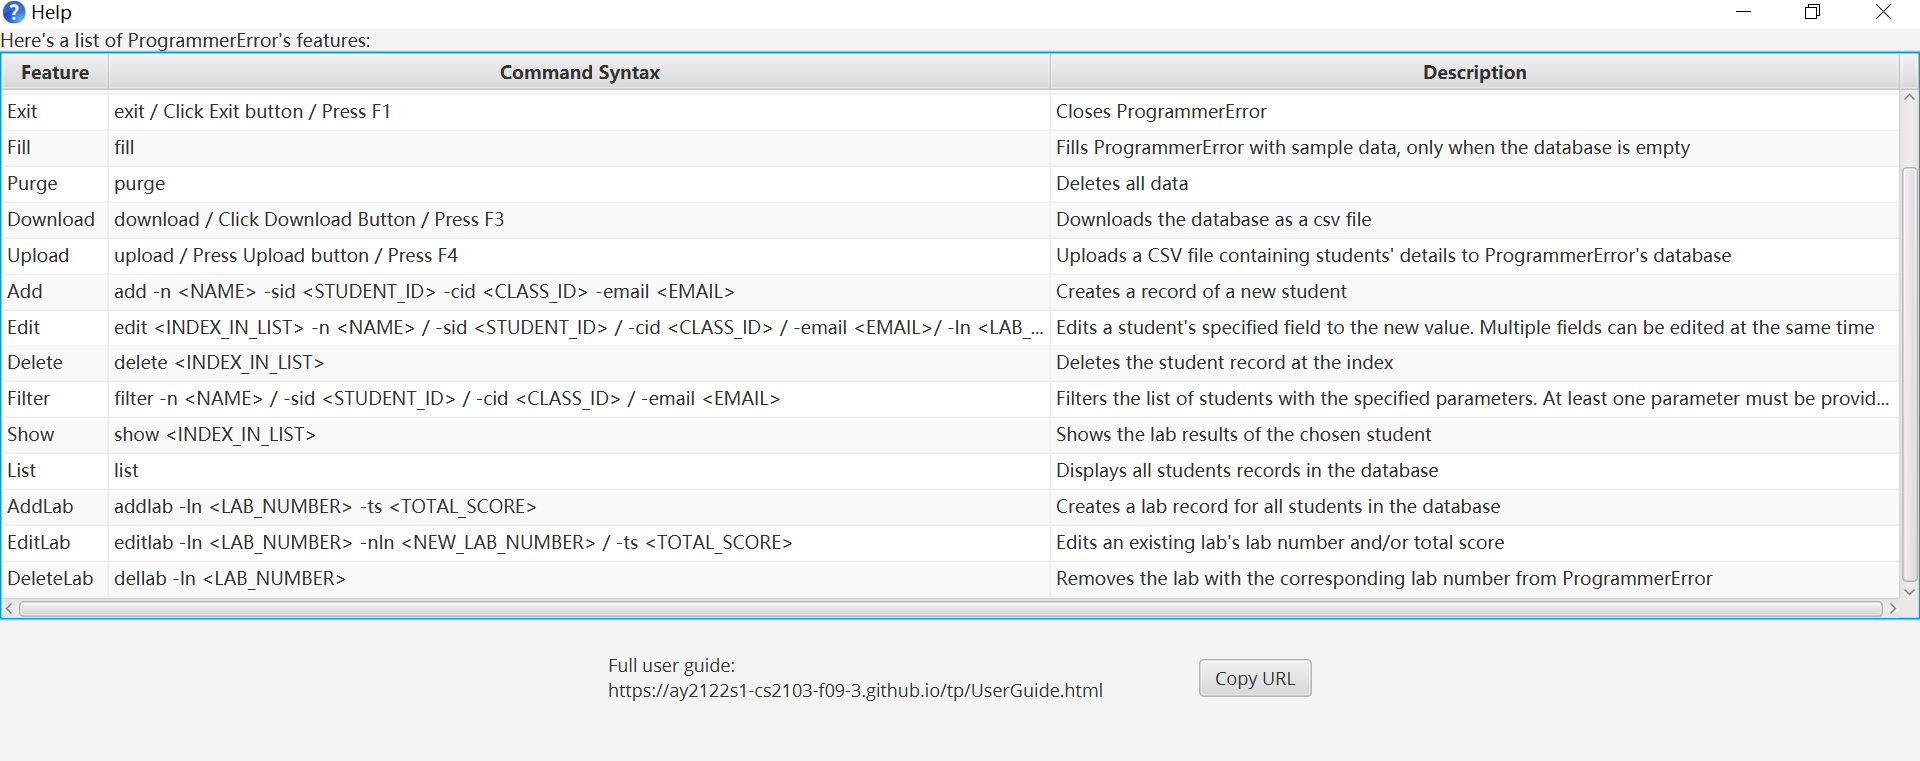 Help
Here's a list of ProgrammerError's features:
Feature Command Syntax Description
Exit exit / Click Exit button / Press F1 Closes ProgrammerError
Fill fill Fills ProgrammerError with sample data, only when the database is empty
Purge purge Deletes all data
Download download / Click Download Button / Press F3 Downloads the database as a csv file
Upload upload / Press Upload button / Press F4 Uploads a CSV file containing students' details to ProgrammerError's database
Add add -n <NAME> -sid <STUDENT_ID> -cid <CLASS_ID> -email <EMAIL> Creates a record of a new student
Edit edit <INDEX_IN_LIST> -n <NAME> / -sid <STUDENT_ID> / -cid <CLASS_ID> / -email <EMAIL>/ -ln <LAB_... Edits a student's specified field to the new value. Multiple fields can be edited at the same time
Delete delete <INDEX_IN_LIST> Deletes the student record at the index
Filter filter -n <NAME> / -sid <STUDENT_ID> / -cid <CLASS_ID> / -email <EMAIL> Filters the list of students with the specified parameters. At least one parameter must be provid...
Show show <INDEX_IN_LIST> Shows the lab results of the chosen student
List list Displays all students records in the database
AddLab addlab -ln <LAB_NUMBER> -ts <TOTAL_SCORE> Creates a lab record for all students in the database
EditLab editlab -ln <LAB_NUMBER> -nln <NEW_LAB_NUMBER> / -ts <TOTAL_SCORE> Edits an existing lab's lab number and/or total score
DeleteLab dellab -ln <LAB_NUMBER> Removes the lab with the corresponding lab number from ProgrammerError
Full user guide:
https://ay2122s1-cs2103-f09-3.github.io/tp/UserGuide.html
Copy URL